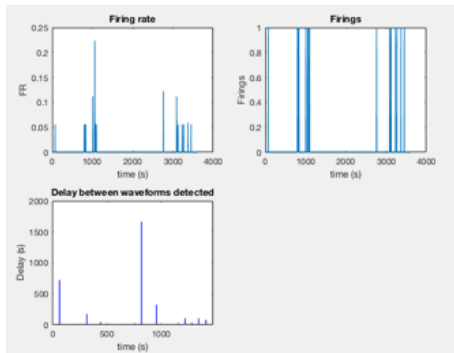 Firing rate
0.25
0.2
0.15
0.1
0.05
0
FR
0 1000 2000 3000 4000
time (s)
Firings
1
0.8
0.6
0.4
0.2
0
Firings
0 1000 2000 3000 4000
time (s)
Delay between waveforms detected
2000
1500
1000
500
0
Delay (s)
0 500 1000
time (s)